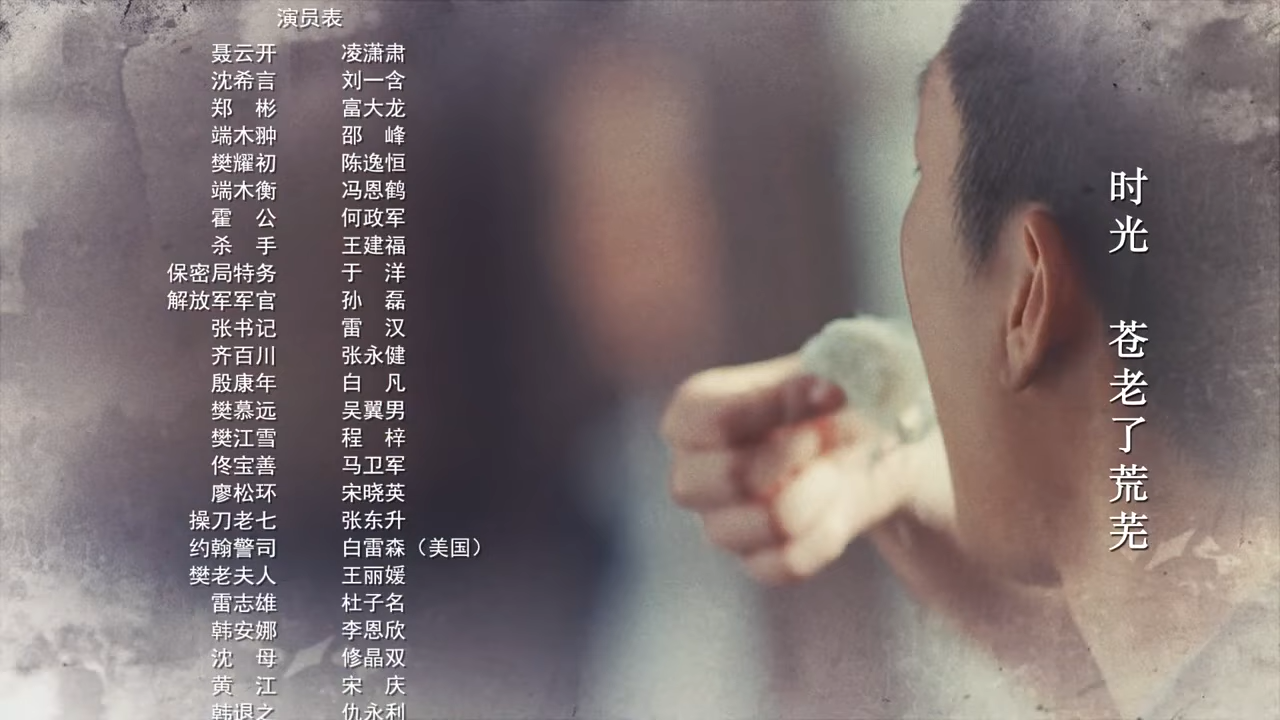 演员表
聂云开 凌潇肃
沈希言 刘一含
郑 彬 富大龙
端木翀 邵 峰
樊耀初 陈逸恒
端木衡 冯恩鹤
霍 公 何政军
杀 手 王建福
保密局特务 于 洋
解放军军官 孙 磊
张书记 雷 汉
齐百川 张永健
殷康年 白 凡
樊慕远 吴翼男
樊江雪 程 梓
佟宝善 马卫军
廖松环 宋晓英
操刀老七 张东升
约翰警司 白雷森（美国）
樊老夫人 王丽媛
雷志雄 杜子名
韩安娜 李恩欣
沈 母 修晶双
黄 江 宋 庆
韩退之 仇永利
时光 苍老了荒芜